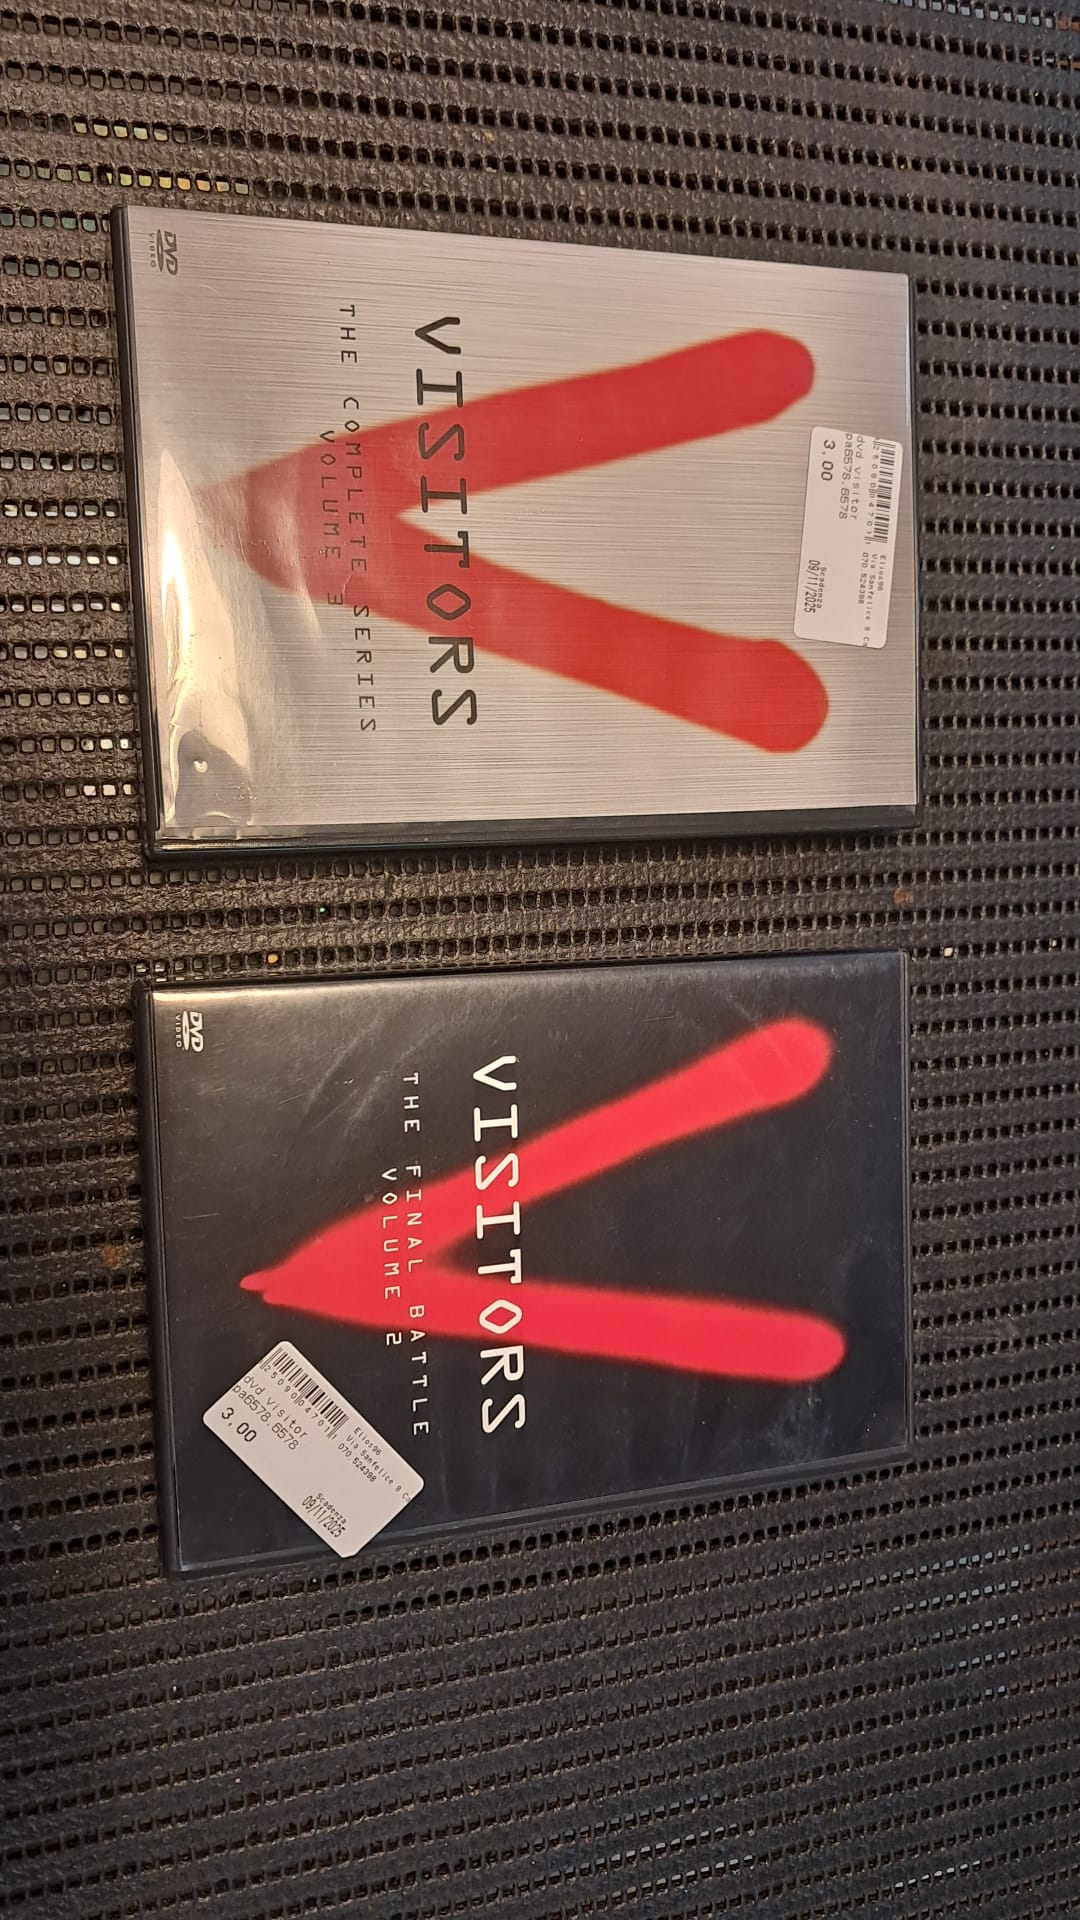 VISITORS
THE COMPLETE SERIES
VOLUME 3
DVD
VIDEO
Elios96
Via Sanfelice 8
070 524398
dvd visitor
pa6578.6578
3,00
Scadenza
09/11/2025
VISITORS
THE FINAL BATTLE
VOLUME 2
DVD
VIDEO
Elios96
Via Sanfelice 8
070 524398
2509004701
dvd visitor
pa6578.6578
3,00
Scadenza
09/11/2025